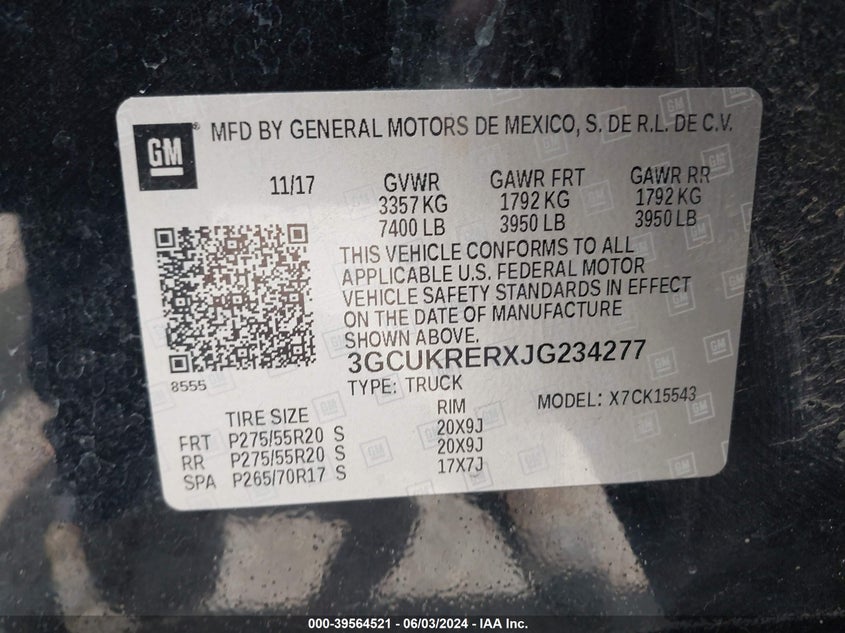 GM
MFD BY GENERAL MOTORS DE MEXICO, S. DE R.L. DE C.V.
11/17 GVWR GAWR FRT GAWR RR
3357 KG 1792 KG 1792 KG
7400 LB 3950 LB 3950 LB
THIS VEHICLE CONFORMS TO ALL
APPLICABLE U.S. FEDERAL MOTOR
VEHICLE SAFETY STANDARDS IN EFFECT
ON THE DATE OF MANUFACTURE
SHOWN ABOVE.
3GCUKRERXJG234277
8555 TYPE: TRUCK
MODEL: X7CK15543
TIRE SIZE RIM
FRT P275/55R20 S 20X9J
RR P275/55R20 S 20X9J
SPA P265/70R17 S 17X7J
000-39564521 - 06/03/2024 - IAA Inc.